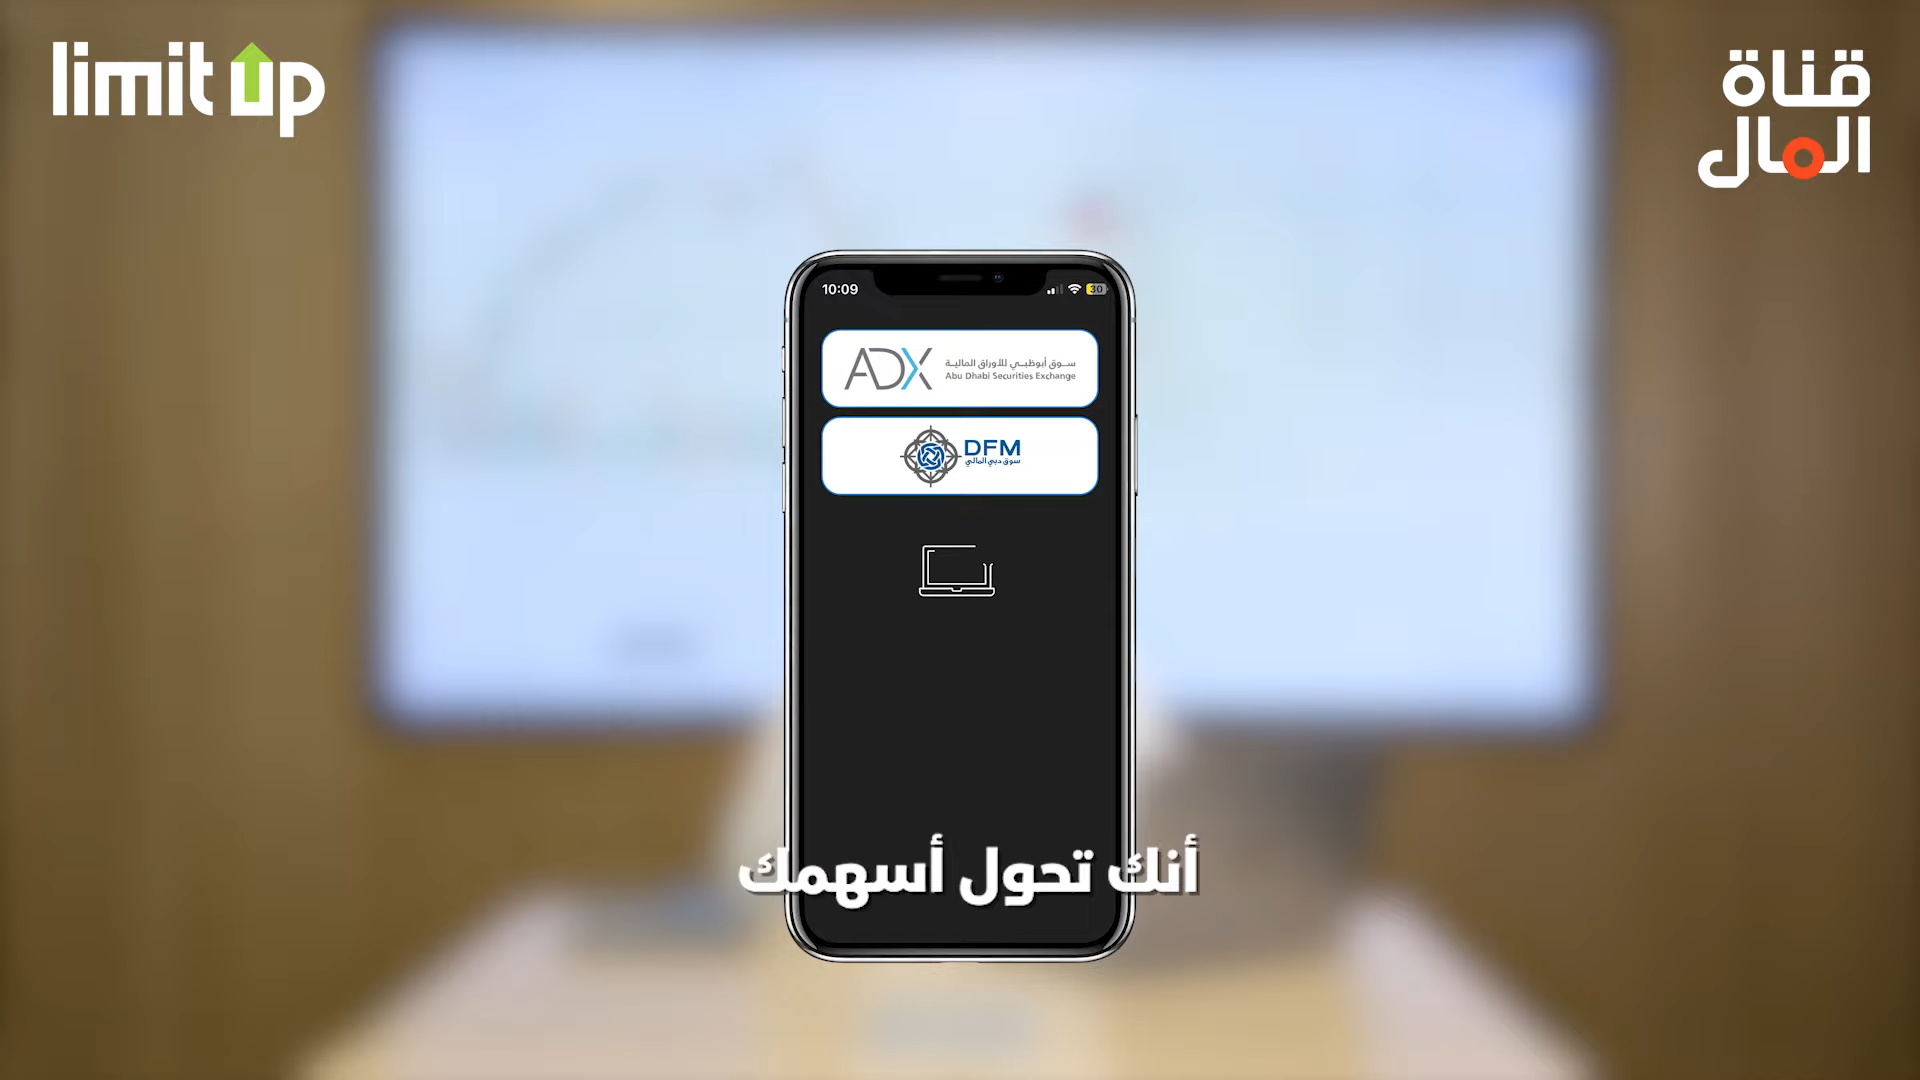 limit up
قناة
المال
10:09
30
ADX
سوق أبوظبي للأوراق المالية
Abu Dhabi Securities Exchange
DFM
سوق دبي المالي
أنك تحول أسهمك